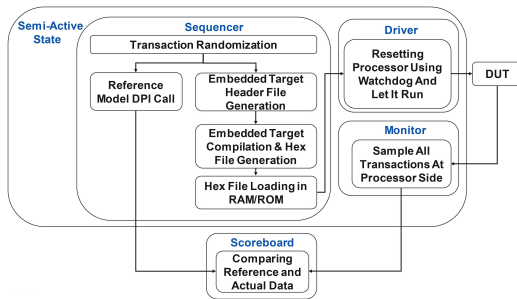 Semi-Active
State
Sequencer
Transaction Randomization
Reference
Model DPI Call
Embedded Target
Header File
Generation
Embedded Target
Compilation & Hex
File Generation
Hex File Loading in
RAM/ROM
Driver
Resetting
Processor Using
Watchdog And
Let It Run
DUT
Monitor
Sample All
Transactions At
Processor Side
Scoreboard
Comparing
Reference and
Actual Data